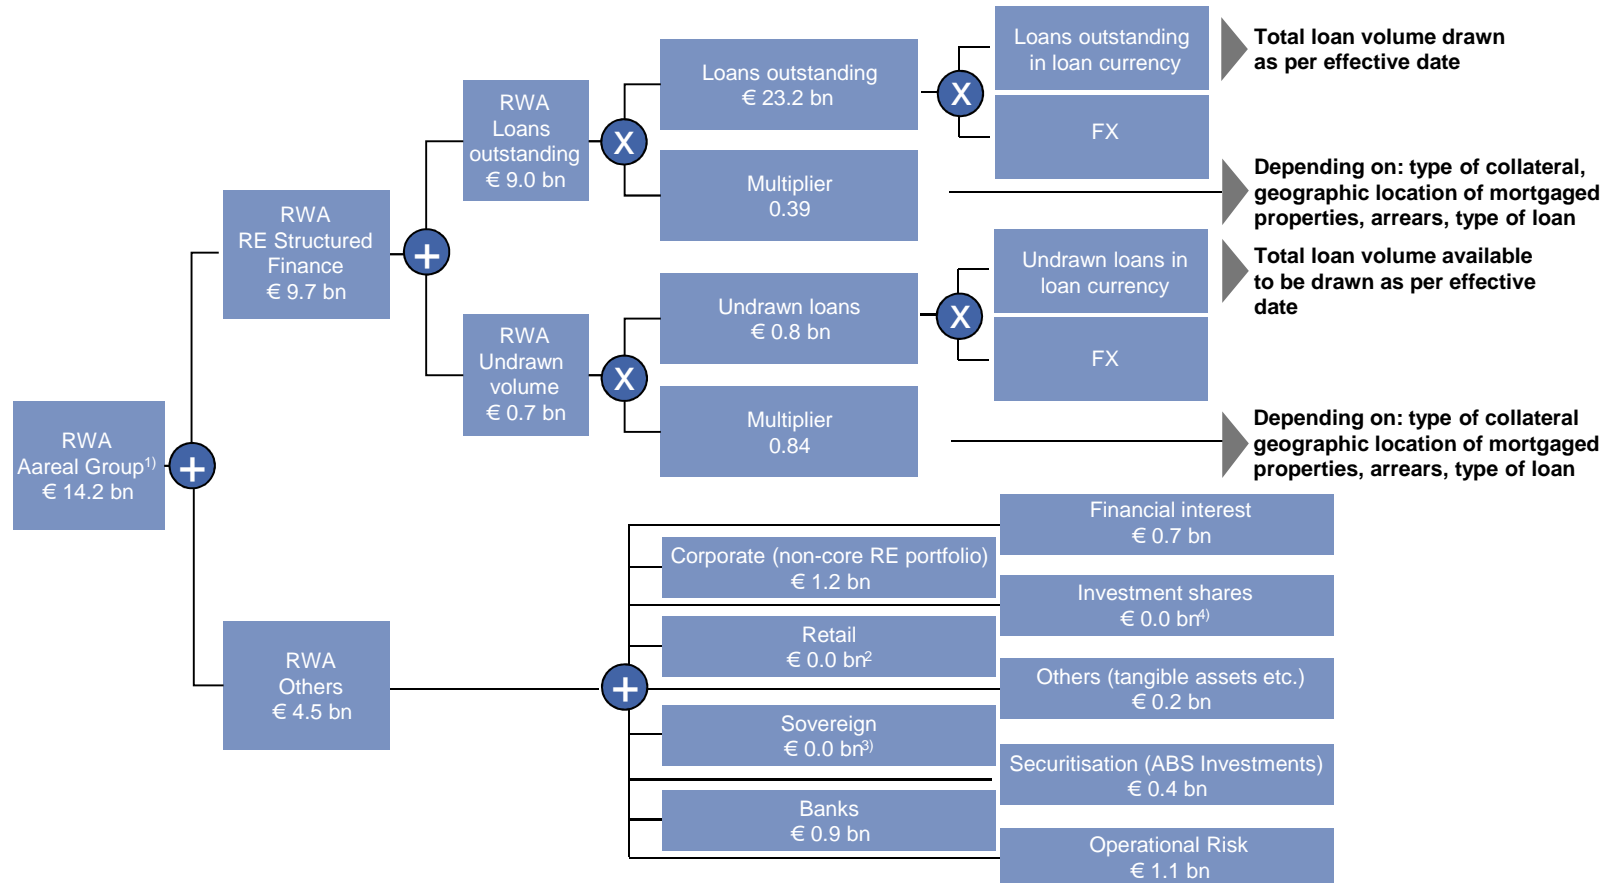 RWA
Aareal Group1)
€ 14.2 bn
+
RWA
RE Structured
Finance
€ 9.7 bn
+
RWA
Loans
outstanding
€ 9.0 bn
X
Loans outstanding
€ 23.2 bn
X
Loans outstanding
in loan currency
Total loan volume drawn
as per effective date
FX
Multiplier
0.39
Depending on: type of collateral,
geographic location of mortgaged
properties, arrears, type of loan
RWA
Undrawn
volume
€ 0.7 bn
X
Undrawn loans
€ 0.8 bn
X
Undrawn loans in
loan currency
Total loan volume available
to be drawn as per effective
date
FX
Multiplier
0.84
Depending on: type of collateral
geographic location of mortgaged
properties, arrears, type of loan
RWA
Others
€ 4.5 bn
+
Financial interest
€ 0.7 bn
Corporate (non-core RE portfolio)
€ 1.2 bn
Investment shares
€ 0.0 bn4)
Retail
€ 0.0 bn2
Others (tangible assets etc.)
€ 0.2 bn
Sovereign
€ 0.0 bn3)
Securitisation (ABS Investments)
€ 0.4 bn
Banks
€ 0.9 bn
Operational Risk
€ 1.1 bn